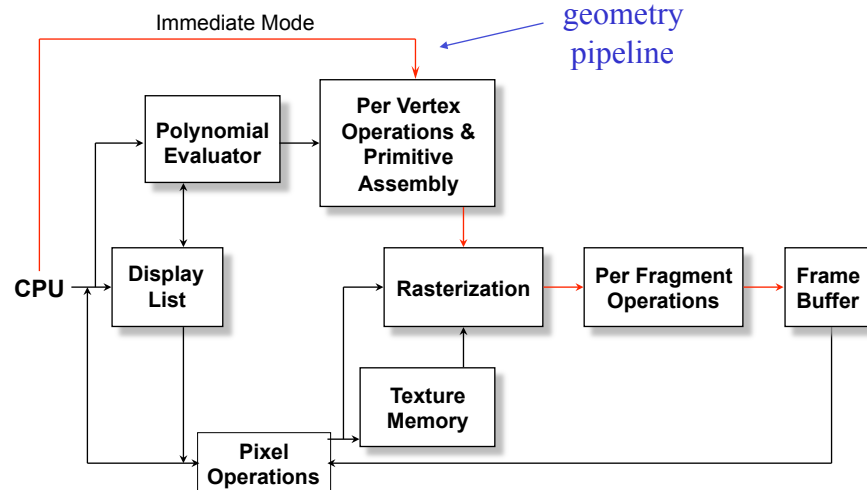 Immediate Mode
geometry
pipeline
Per Vertex
Operations &
Primitive
Assembly
Polynomial
Evaluator
CPU
Display
List
Rasterization
Per Fragment
Operations
Frame
Buffer
Texture
Memory
Pixel
Operations